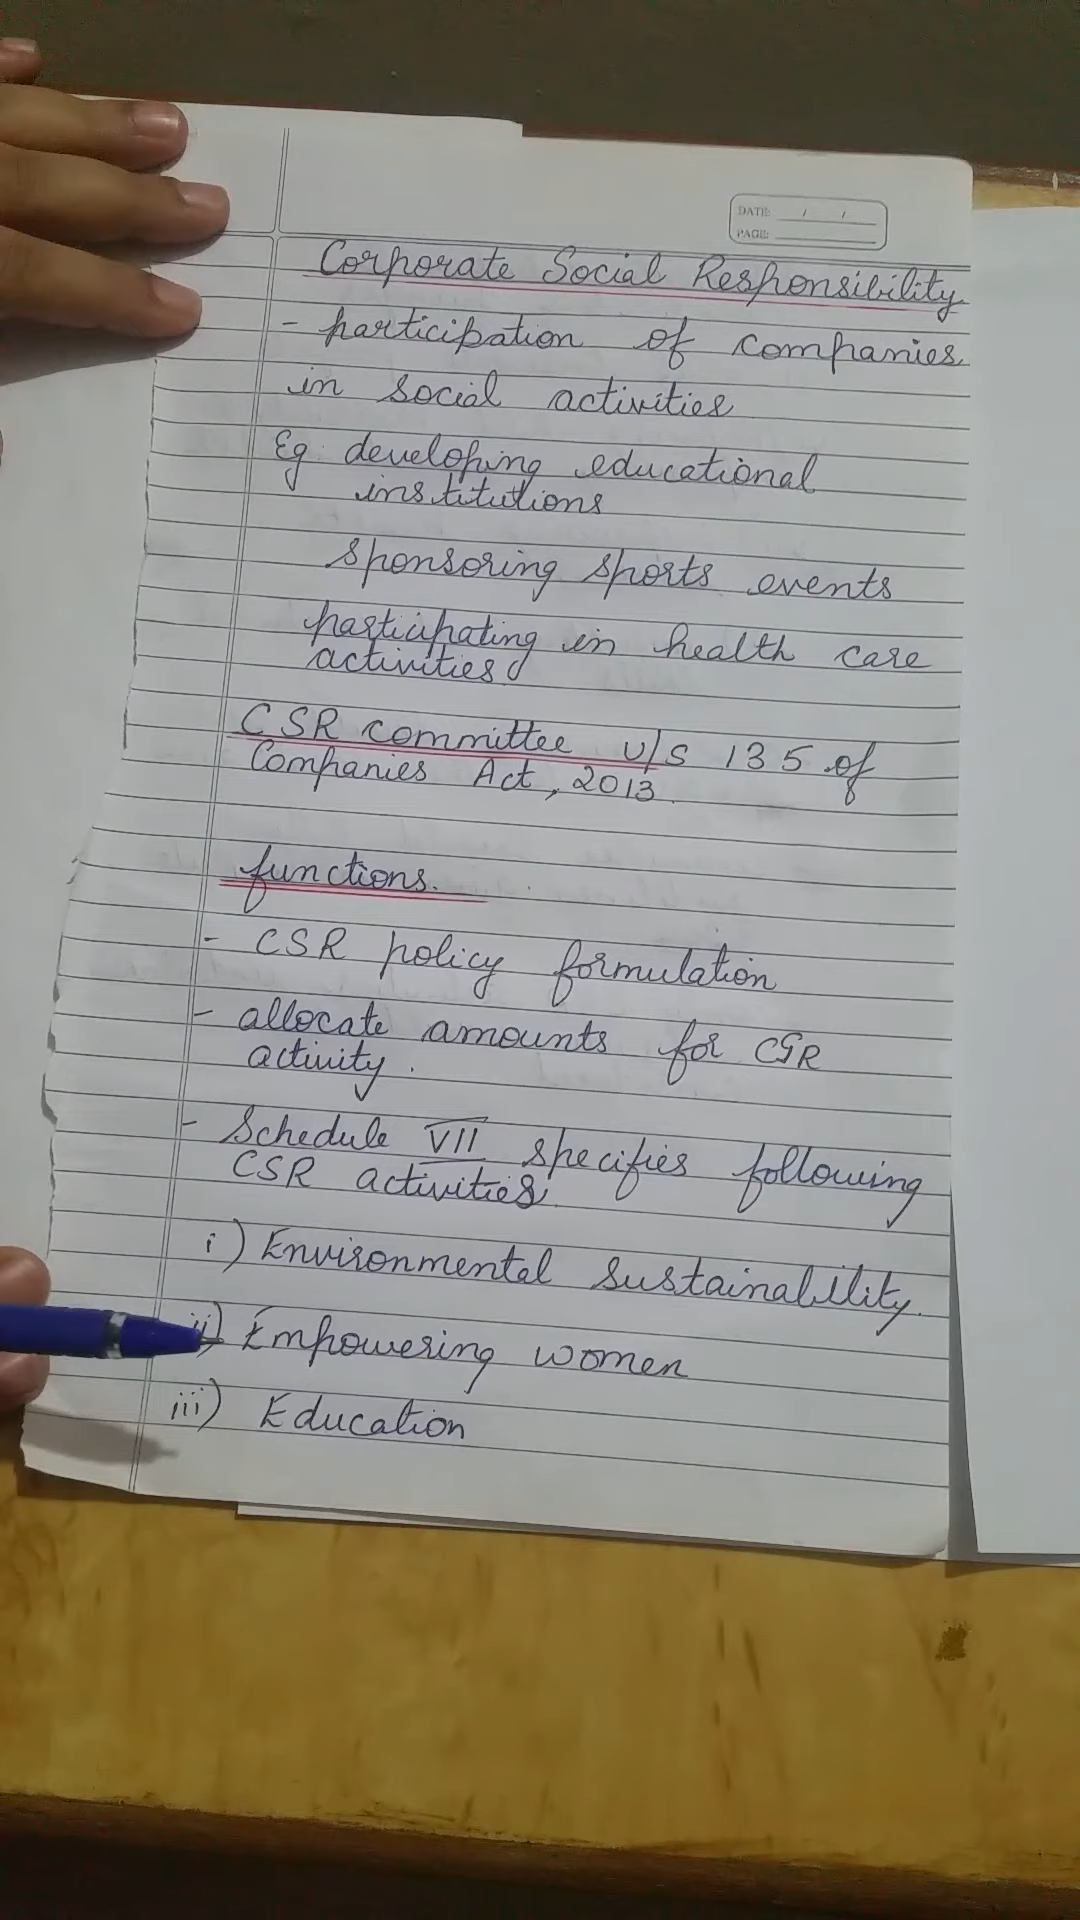 DATE: / /
PAGE:
Corporate Social Responsibility
- participation of companies
in social activities
Eg. developing educational
institutions
sponsoring sports events
participating in health care
activities
CSR committee u/s 135 of
Companies Act, 2013.
functions.
- CSR policy formulation
- allocate amounts for CSR
activity.
- Schedule VII specifies following
CSR activities.
i) Environmental Sustainability.
ii) Empowering women
iii) Education